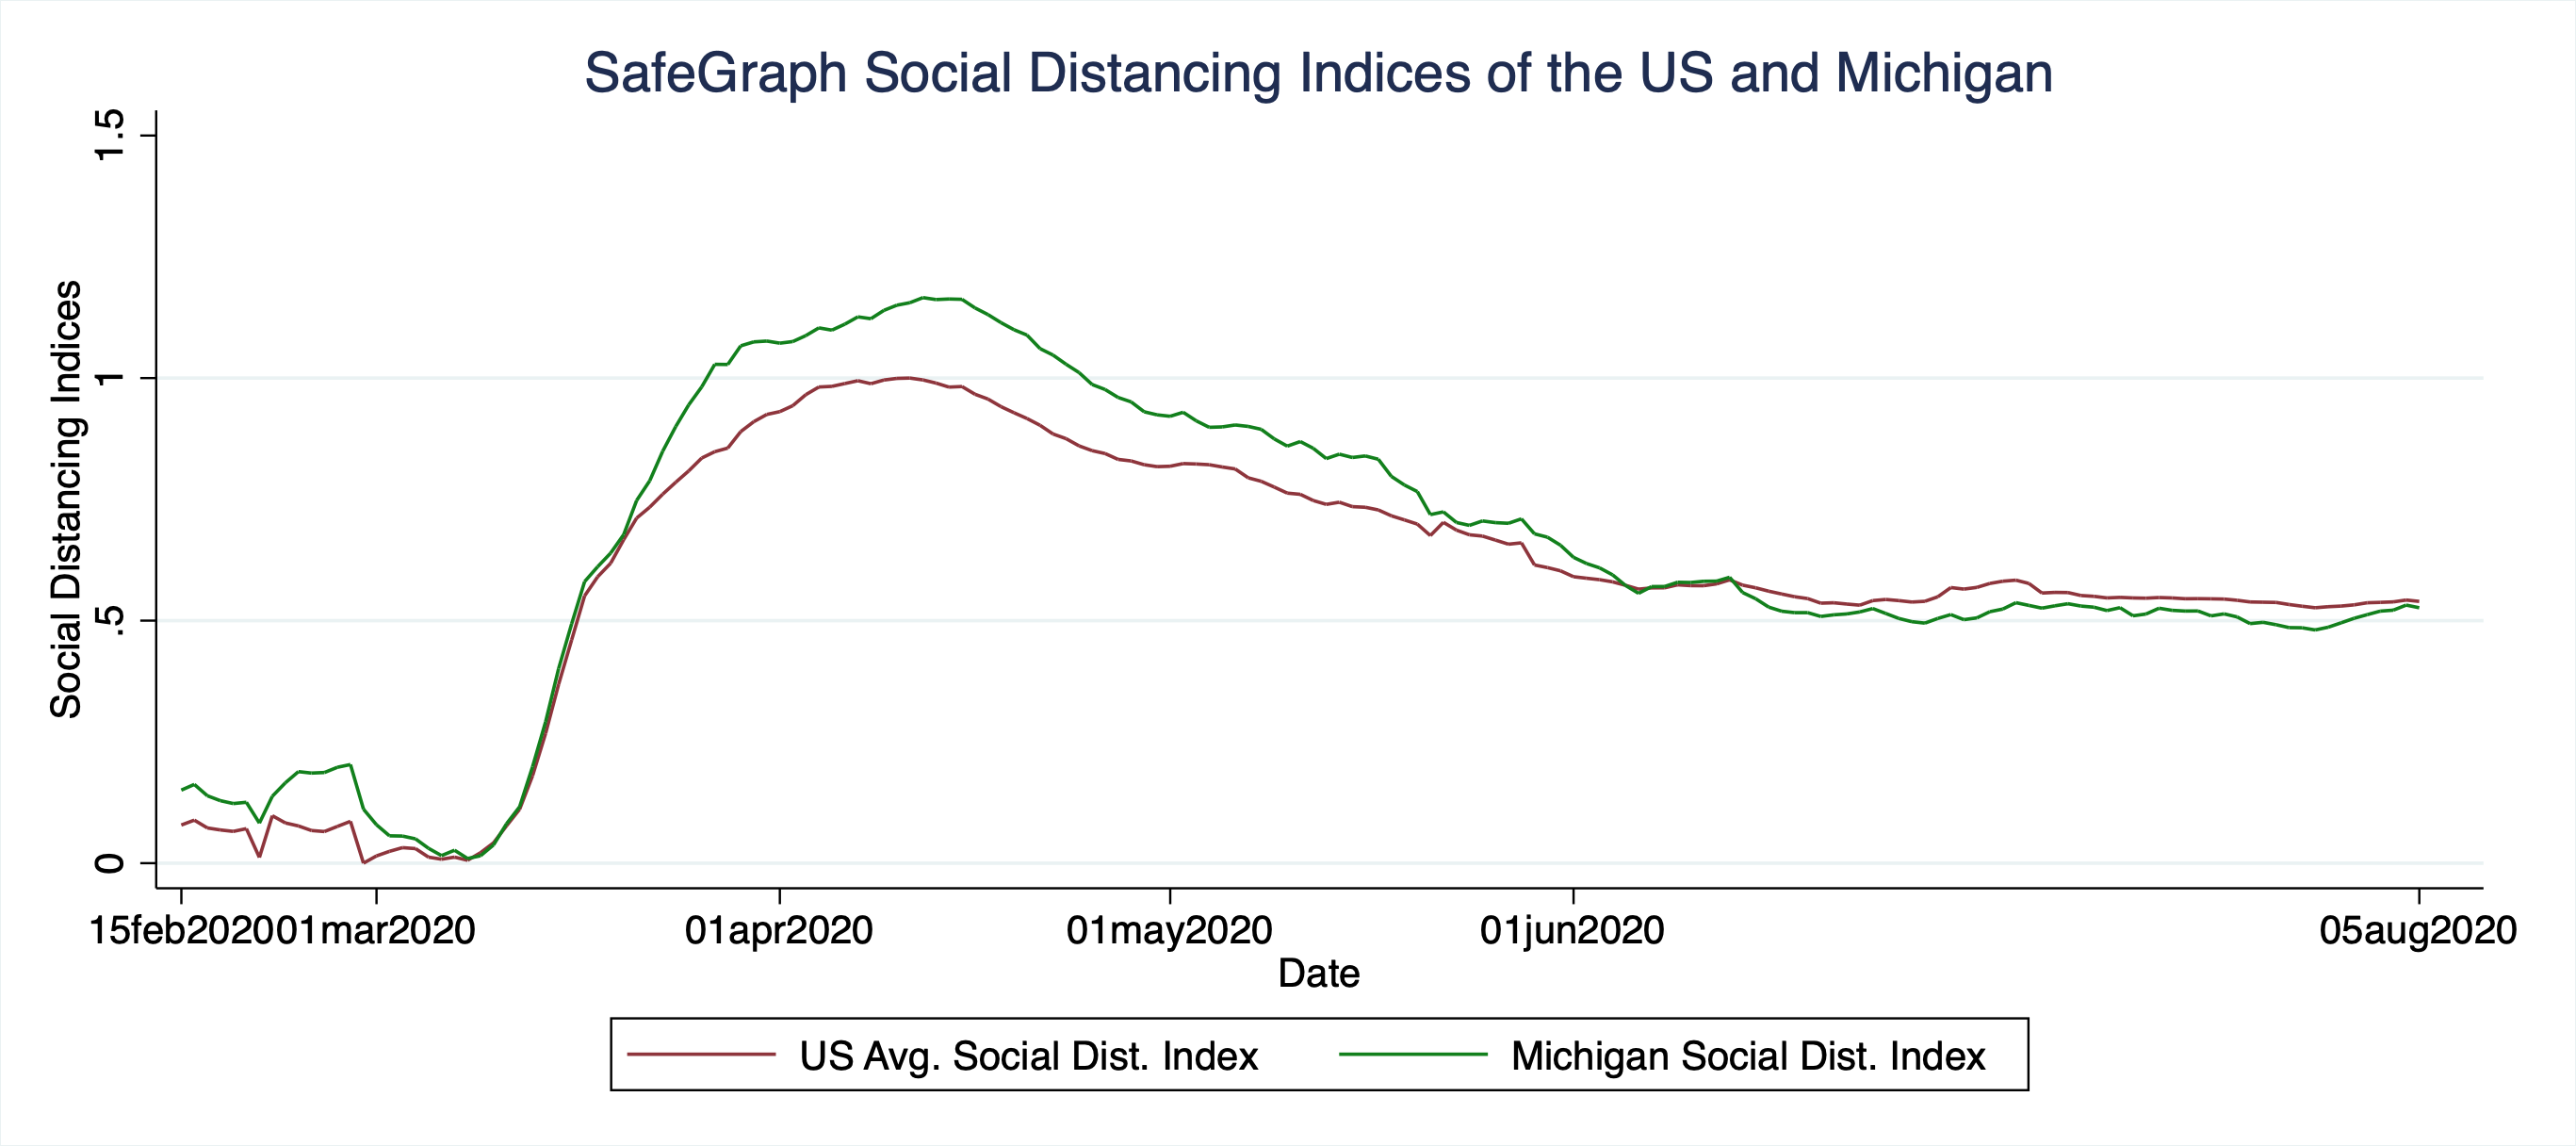 SafeGraph Social Distancing Indices of the US and Michigan
Social Distancing Indices
1.5
1
.5
0
15feb2020 01mar2020 01apr2020 01may2020 01jun2020 05aug2020
Date
US Avg. Social Dist. Index Michigan Social Dist. Index